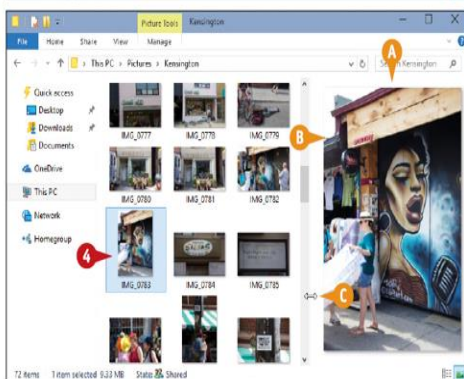 Picture Tools Kensington
File Home Share View Manage
This PC > Pictures > Kensington
Search Kensington
A
B
Quick access
Desktop
Downloads
Documents
OneDrive
This PC
Network
Homegroup
IMG_0777 IMG_0778 IMG_0779
IMG_0780 IMG_0781 IMG_0782
4
IMG_0783 IMG_0784 IMG_0785
C
72 items 1 item selected 9.33 MB State: Shared